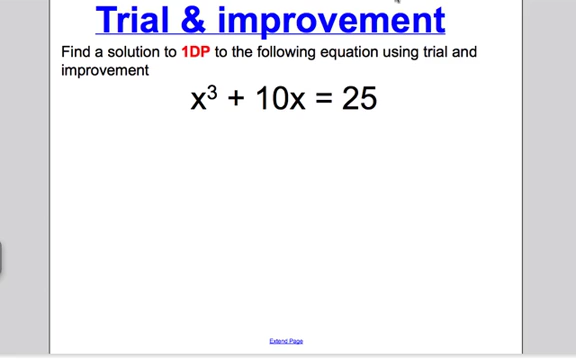 Trial & improvement
Find a solution to 1DP to the following equation using trial and
improvement
x³ + 10x = 25
Extend Page